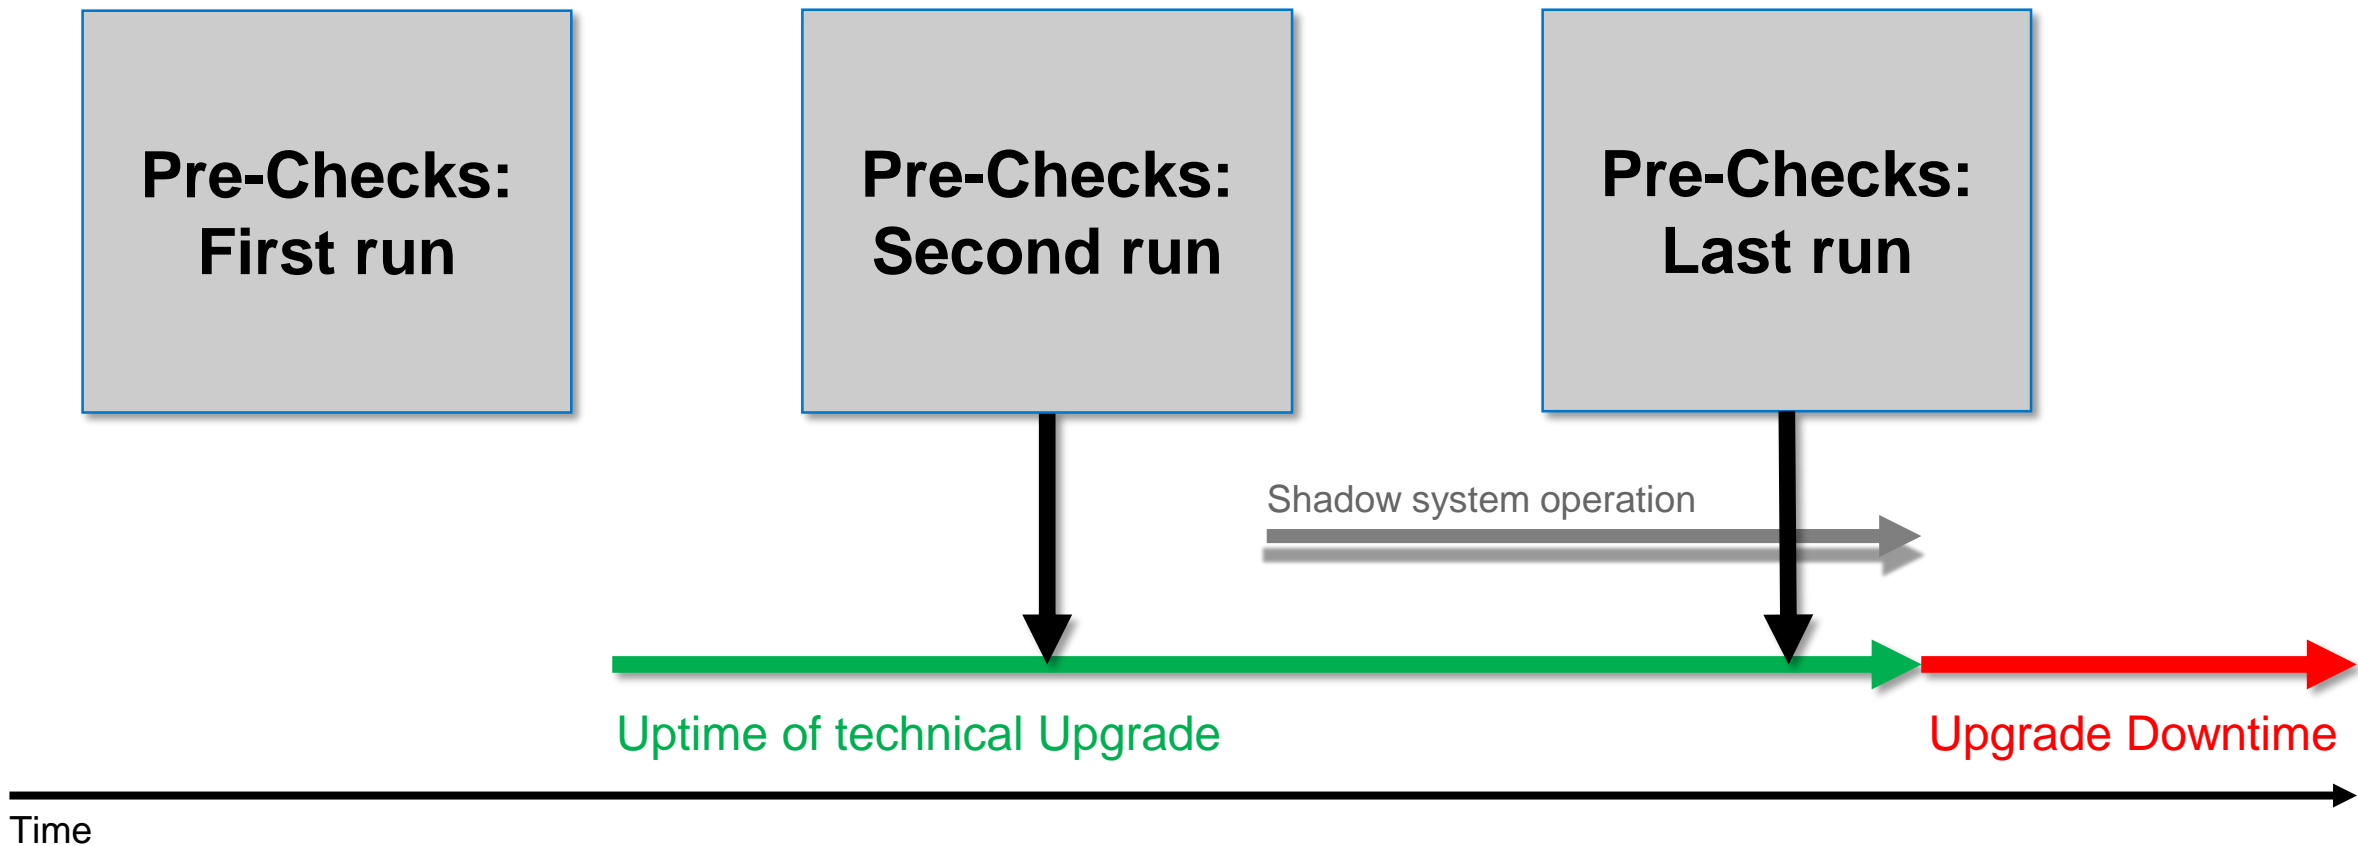 Pre-Checks:
First run
Pre-Checks:
Second run
Pre-Checks:
Last run
Shadow system operation
Uptime of technical Upgrade
Upgrade Downtime
Time